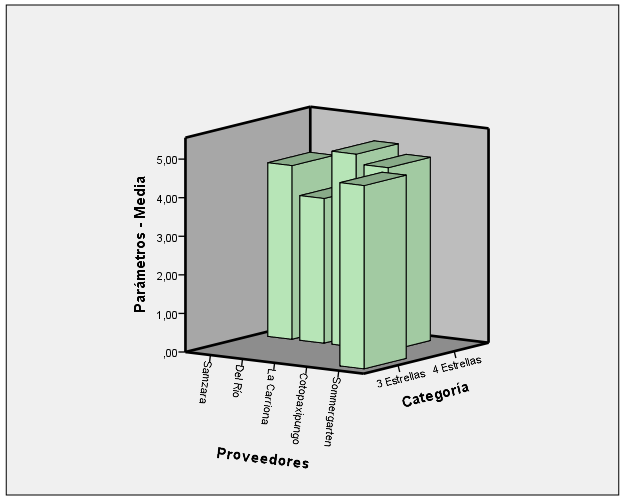 5,00
4,00
3,00
2,00
1,00
,00
Parámetros - Media
Samzara
Del Río
La Carriona
Cotopaxipungo
Sommergarten
Proveedores
3 Estrellas
4 Estrellas
Categoría